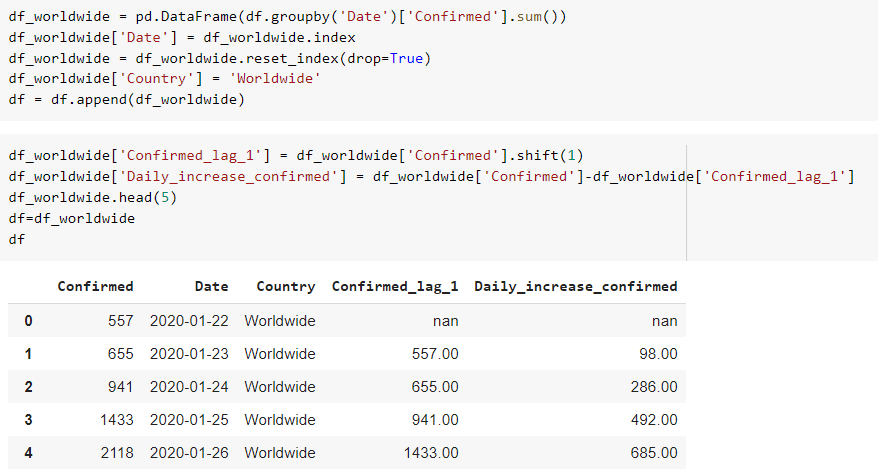 df_worldwide = pd.DataFrame(df.groupby('Date')['Confirmed'].sum())
df_worldwide['Date'] = df_worldwide.index
df_worldwide = df_worldwide.reset_index(drop=True)
df_worldwide['Country'] = 'Worldwide'
df = df.append(df_worldwide)
df_worldwide['Confirmed_lag_1'] = df_worldwide['Confirmed'].shift(1)
df_worldwide['Daily_increase_confirmed'] = df_worldwide['Confirmed']-df_worldwide['Confirmed_lag_1']
df_worldwide.head(5)
df=df_worldwide
df
Confirmed Date Country Confirmed_lag_1 Daily_increase_confirmed
0 557 2020-01-22 Worldwide nan nan
1 655 2020-01-23 Worldwide 557.00 98.00
2 941 2020-01-24 Worldwide 655.00 286.00
3 1433 2020-01-25 Worldwide 941.00 492.00
4 2118 2020-01-26 Worldwide 1433.00 685.00